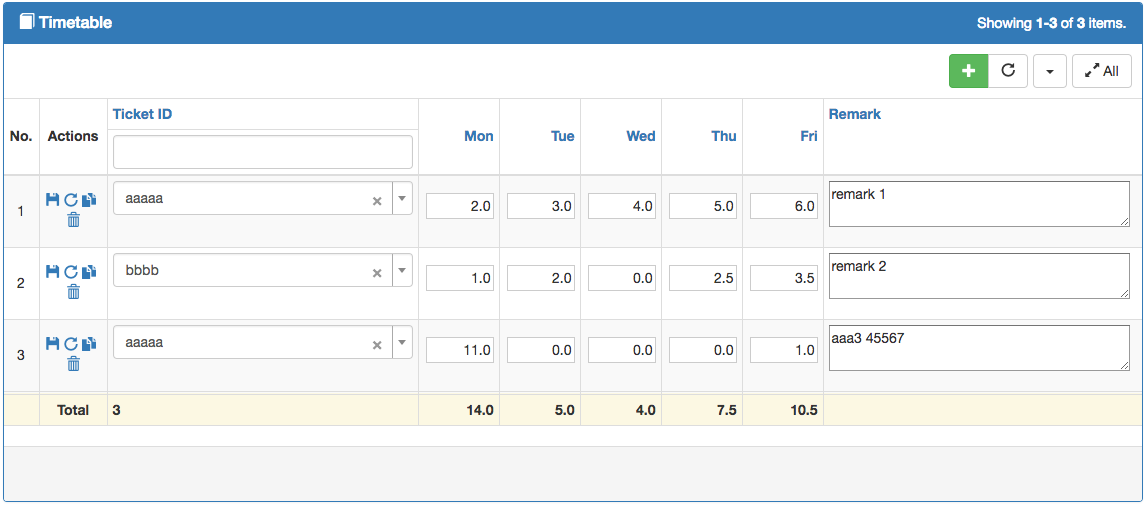 Timetable Showing 1-3 of 3 items.
All
No. Actions Ticket ID Mon Tue Wed Thu Fri Remark
1 aaaaa × 2.0 3.0 4.0 5.0 6.0 remark 1
2 bbbb × 1.0 2.0 0.0 2.5 3.5 remark 2
3 aaaaa × 11.0 0.0 0.0 0.0 1.0 aaa3 45567
Total 3 14.0 5.0 4.0 7.5 10.5